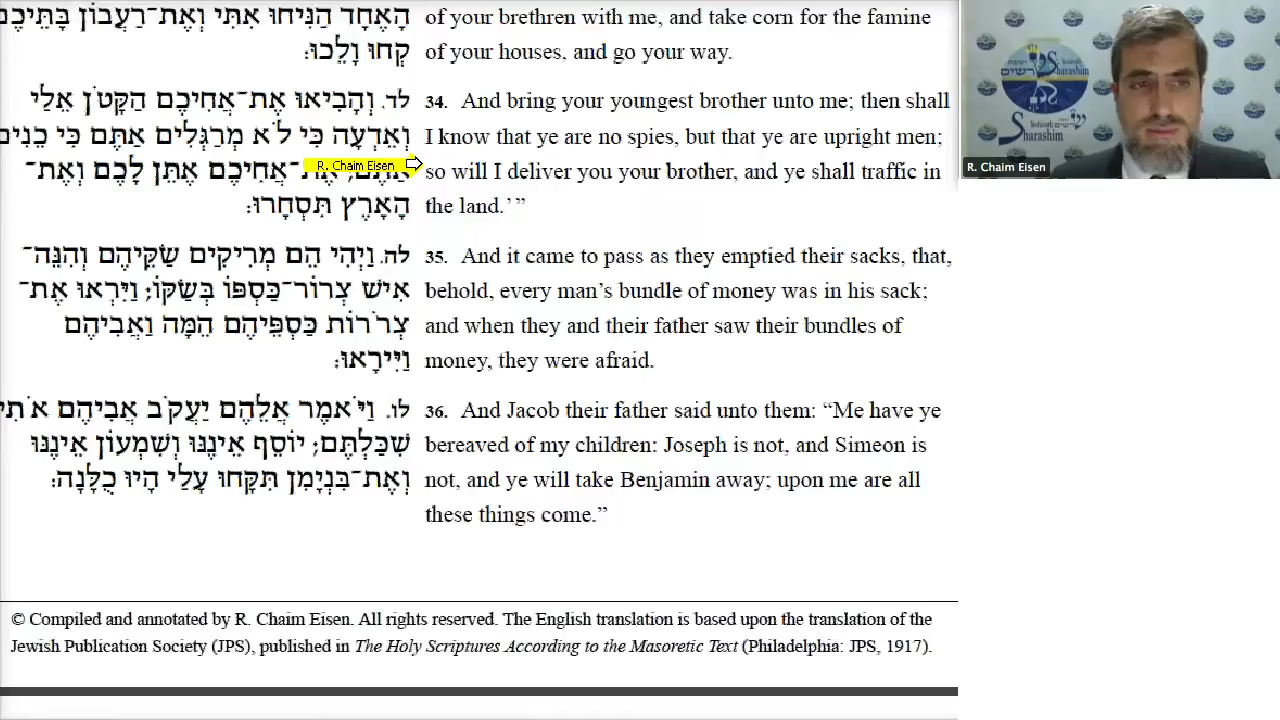 הָאֶחָד הַנִּיחוּ אִתִּי וְאֶת־רַעֲבוֹן בָּתֵּיכֶם
קְחוּ וָלֵכוּ:
of your brethren with me, and take corn for the famine
of your houses, and go your way.
לד. וְהָבִיאוּ אֶת־אֲחִיכֶם הַקָּטֹן אֵלַי
וְאֵדְעָה כִּי לֹא מְרַגְּלִים אַתֶּם כִּי כֵנִים
אֲחִיכֶם אֶתֵּן לָכֶם וְאֶת־
הָאָרֶץ תִּסְחָרוּ:
34. And bring your youngest brother unto me; then shall
I know that ye are no spies, but that ye are upright men;
so will I deliver you your brother, and ye shall traffic in
the land.’”
R. Chaim Eisen
לה. וַיְהִי הֵם מְרִיקִים שַׂקֵּיהֶם וְהִנֵּה־
אִישׁ צְרוֹר־כַּסְפּוֹ בְּשַׂקּוֹ; וַיִּרְאוּ אֶת־
צְרֹרוֹת כַּסְפֵּיהֶם הֵמָּה וַאֲבִיהֶם
וַיִּירָאוּ:
35. And it came to pass as they emptied their sacks, that,
behold, every man’s bundle of money was in his sack;
and when they and their father saw their bundles of
money, they were afraid.
לו. וַיֹּאמֶר אֲלֵהֶם יַעֲקֹב אֲבִיהֶם אֹתִי
שִׁכַּלְתֶּם; יוֹסֵף אֵינֶנּוּ וְשִׁמְעוֹן אֵינֶנּוּ
וְאֶת־בִּנְיָמִן תִּקָּחוּ עָלַי הָיוּ כֻלָּנָה:
36. And Jacob their father said unto them: “Me have ye
bereaved of my children: Joseph is not, and Simeon is
not, and ye will take Benjamin away; upon me are all
these things come.”
© Compiled and annotated by R. Chaim Eisen. All rights reserved. The English translation is based upon the translation of the
Jewish Publication Society (JPS), published in The Holy Scriptures According to the Masoretic Text (Philadelphia: JPS, 1917).
ישיבת
שרשים
Yeshivath
Sharashim
R. Chaim Eisen